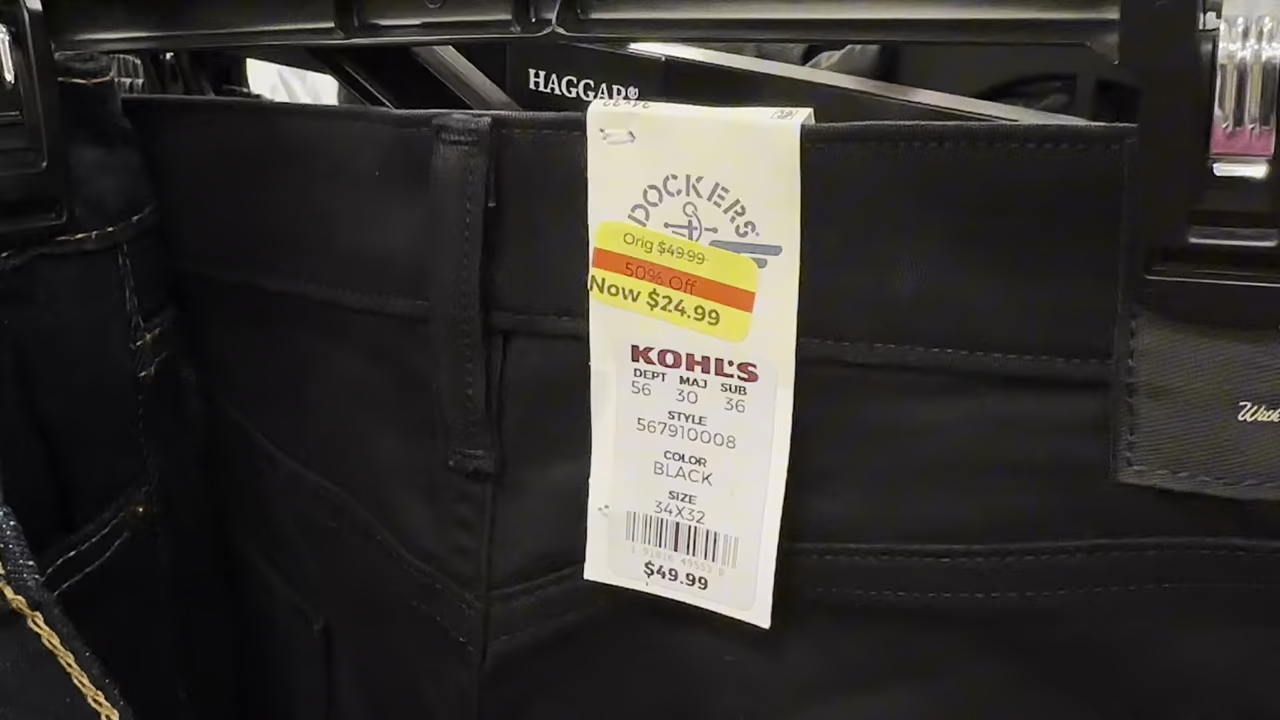 HAGGAR®
34X32
DOCKERS®
Orig $49.99
50% Off
Now $24.99
KOHL'S
DEPT MAJ SUB
56 30 36
STYLE
567910008
COLOR
BLACK
SIZE
34X32
$49.99